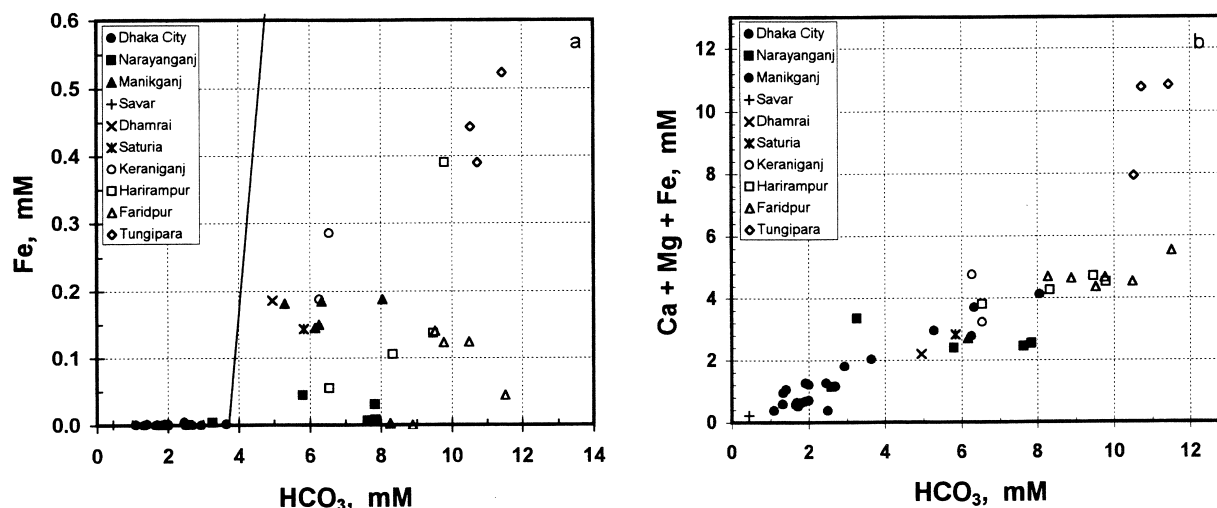 a
Fe, mM
0.6
0.5
0.4
0.3
0.2
0.1
0.0
Dhaka City
Narayanganj
Manikganj
Savar
Dhamrai
Saturia
Keraniganj
Harirampur
Faridpur
Tungipara
0 2 4 6 8 10 12 14
HCO₃, mM
b
Ca + Mg + Fe, mM
12
10
8
6
4
2
0
Dhaka City
Narayanganj
Manikganj
Savar
Dhamrai
Saturia
Keraniganj
Harirampur
Faridpur
Tungipara
0 2 4 6 8 10 12
HCO₃, mM